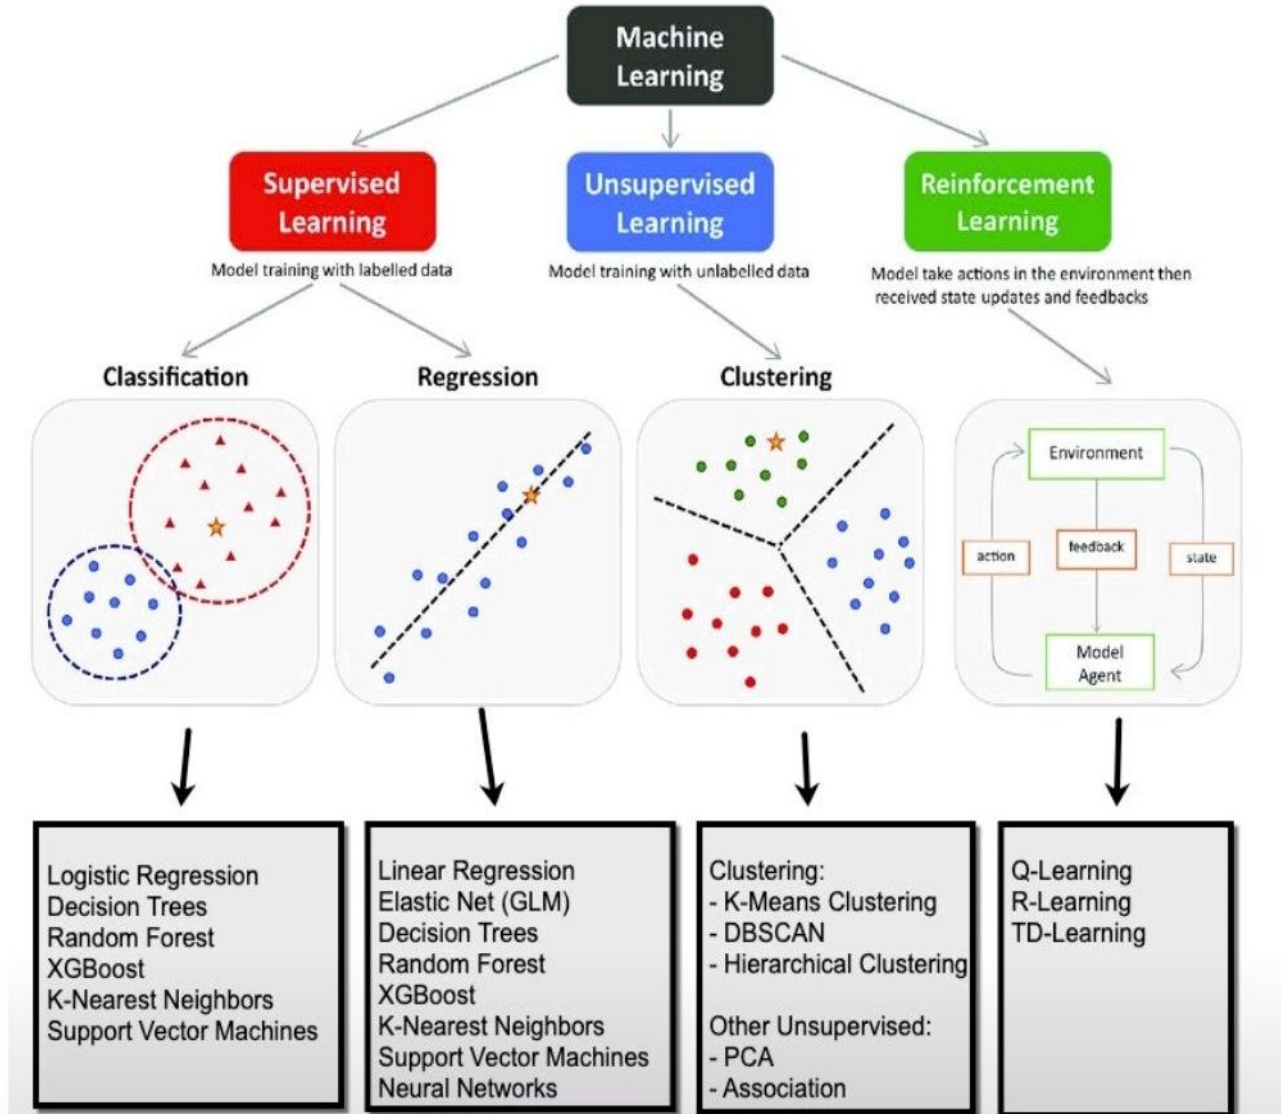 Machine
Learning
Supervised
Learning
Unsupervised
Learning
Reinforcement
Learning
Model training with labelled data
Model training with unlabelled data
Model take actions in the environment then
received state updates and feedbacks
Classification
Regression
Clustering
Environment
action
feedback
state
Model
Agent
Logistic Regression
Decision Trees
Random Forest
XGBoost
K-Nearest Neighbors
Support Vector Machines
Linear Regression
Elastic Net (GLM)
Decision Trees
Random Forest
XGBoost
K-Nearest Neighbors
Support Vector Machines
Neural Networks
Clustering:
- K-Means Clustering
- DBSCAN
- Hierarchical Clustering
Other Unsupervised:
- PCA
- Association
Q-Learning
R-Learning
TD-Learning